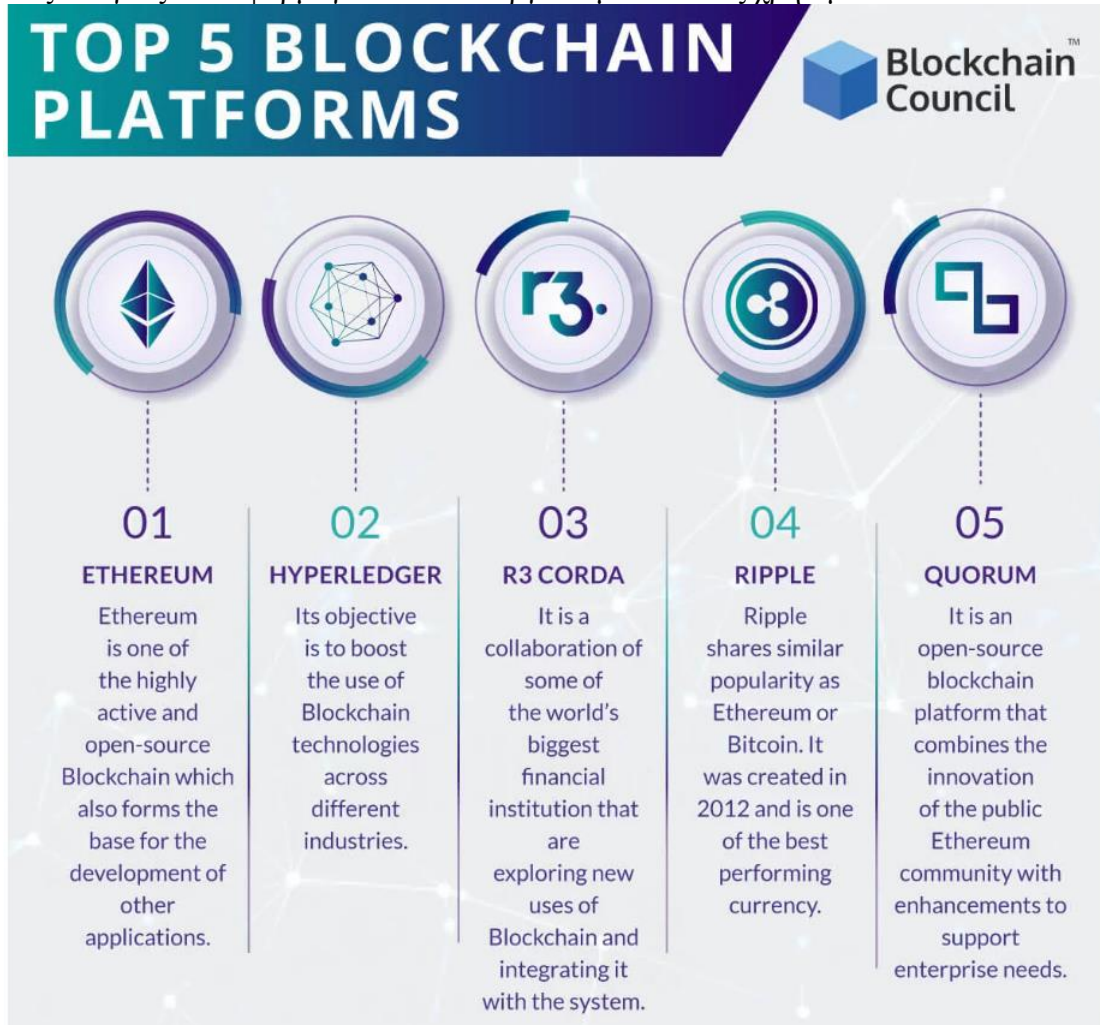 TOP 5 BLOCKCHAIN
PLATFORMS
Blockchain
Council
TM
r3.
01
ETHEREUM
Ethereum
is one of
the highly
active and
open-source
Blockchain which
also forms the
base for the
development of
other
applications.
02
HYPERLEDGER
Its objective
is to boost
the use of
Blockchain
technologies
across
different
industries.
03
R3 CORDA
It is a
collaboration of
some of
the world's
biggest
financial
institution that
are
exploring new
uses of
Blockchain and
integrating it
with the system.
04
RIPPLE
Ripple
shares similar
popularity as
Ethereum or
Bitcoin. It
was created in
2012 and is one
of the best
performing
currency.
05
QUORUM
It is an
open-source
blockchain
platform that
combines the
innovation
of the public
Ethereum
community with
enhancements to
support
enterprise needs.